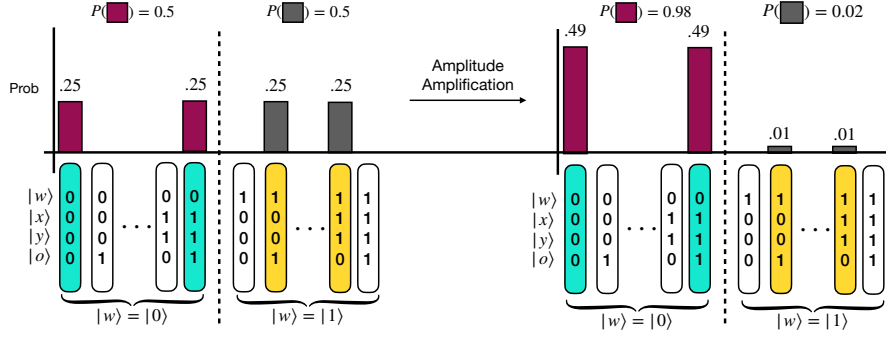 P( ) = 0.5 P( ) = 0.5 P( ) = 0.98 P( ) = 0.02
.49 .49
.25 .25 .25 .25
Amplitude
Amplification
Prob
.01 .01
|w⟩ 0 0 0 0 1 1 1 1 |w⟩ 0 0 0 0 1 1 1 1
|x⟩ 0 0 1 1 0 0 1 1 |x⟩ 0 0 1 1 0 0 1 1
|y⟩ 0 0 ... 1 1 0 0 ... 1 1 |y⟩ 0 0 ... 1 1 0 0 ... 1 1
|o⟩ 0 1 0 1 0 1 0 1 |o⟩ 0 1 0 1 0 1 0 1
|w⟩ = |0⟩ |w⟩ = |1⟩ |w⟩ = |0⟩ |w⟩ = |1⟩